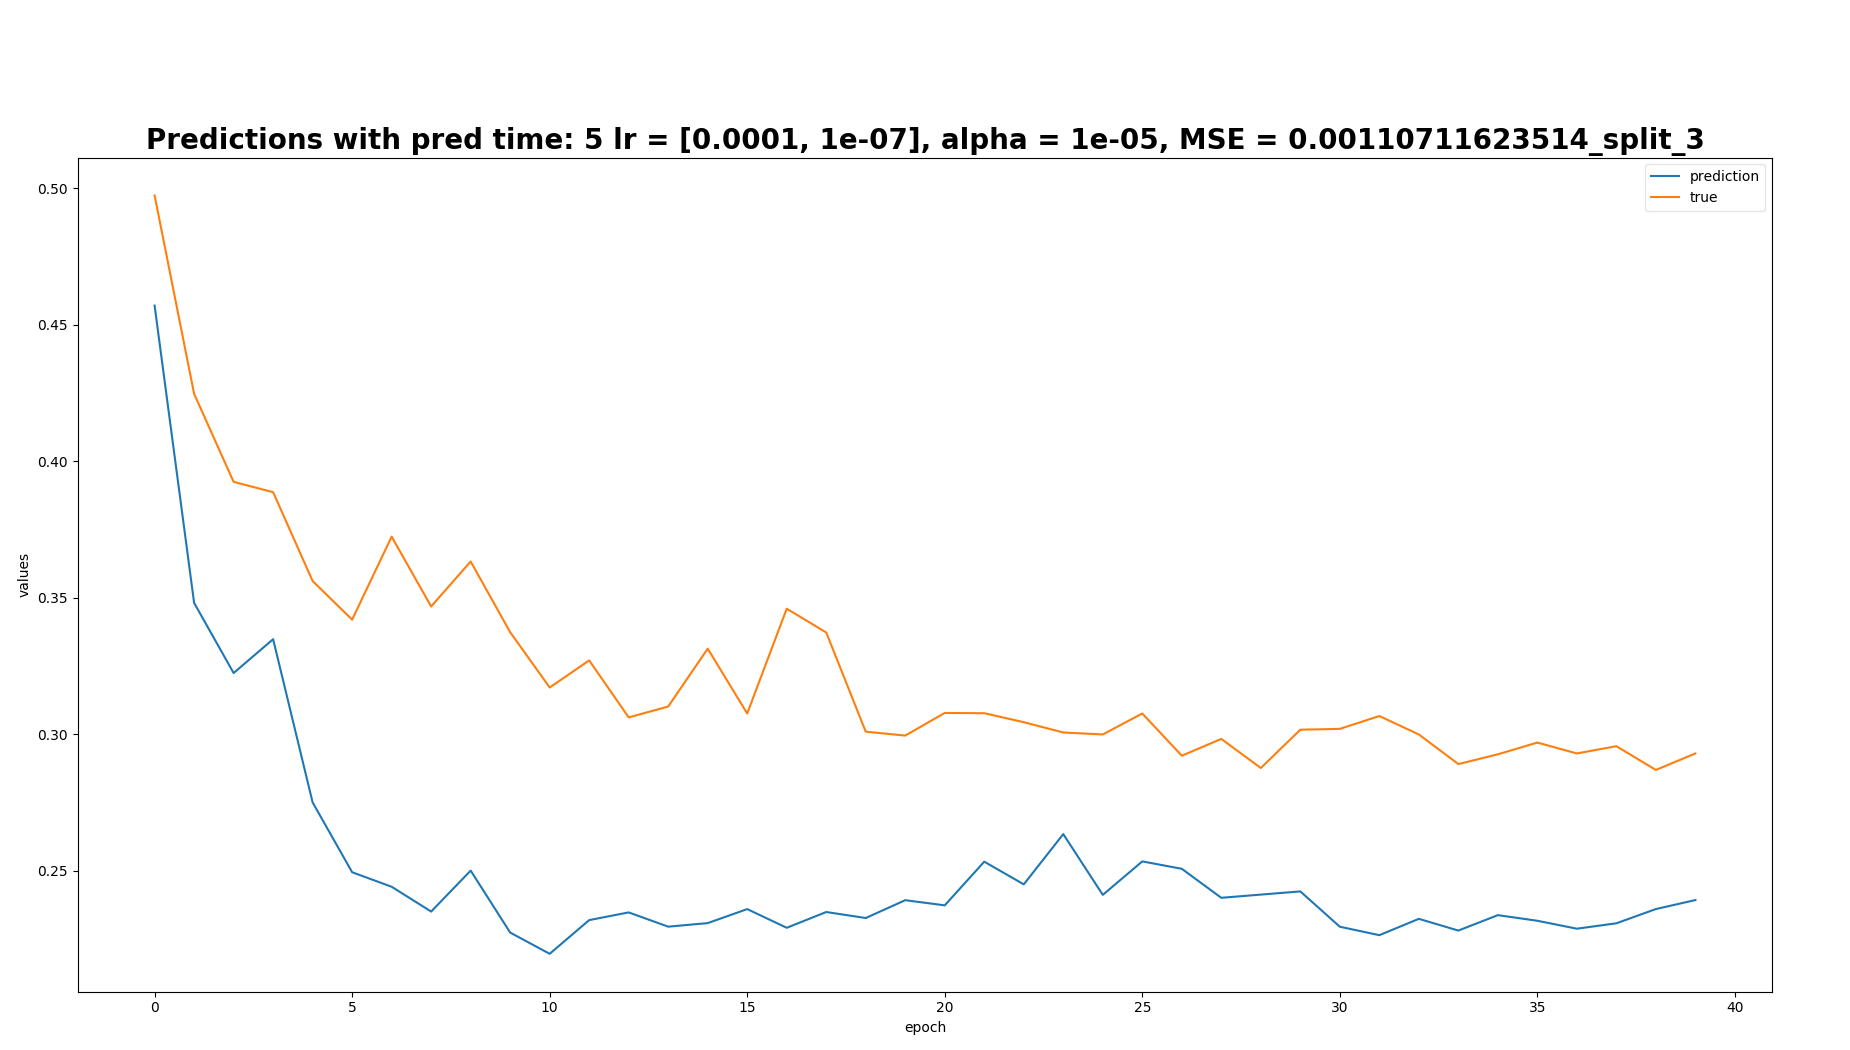 Predictions with pred time: 5 lr = [0.0001, 1e-07], alpha = 1e-05, MSE = 0.00110711623514_split_3
prediction
true
0.50
0.45
0.40
0.35
0.30
0.25
values
0 5 10 15 20 25 30 35 40
epoch